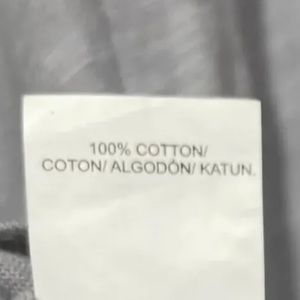 100% COTTON/
COTON/ ALGODÓN/ KATUN.